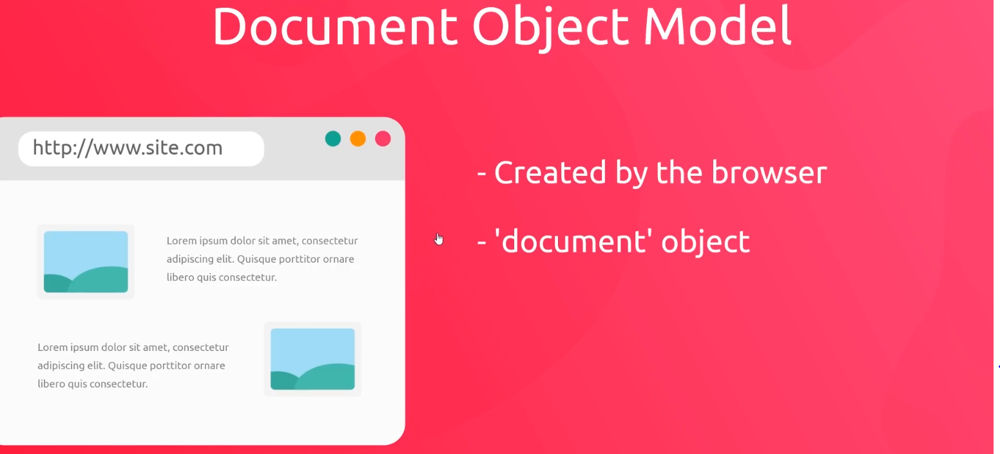 Document Object Model
http://www.site.com
- Created by the browser
- 'document' object
Lorem ipsum dolor sit amet, consectetur
adipiscing elit. Quisque porttitor ornare
libero quis consectetur.
Lorem ipsum dolor sit amet, consectetur
adipiscing elit. Quisque porttitor ornare
libero quis consectetur.